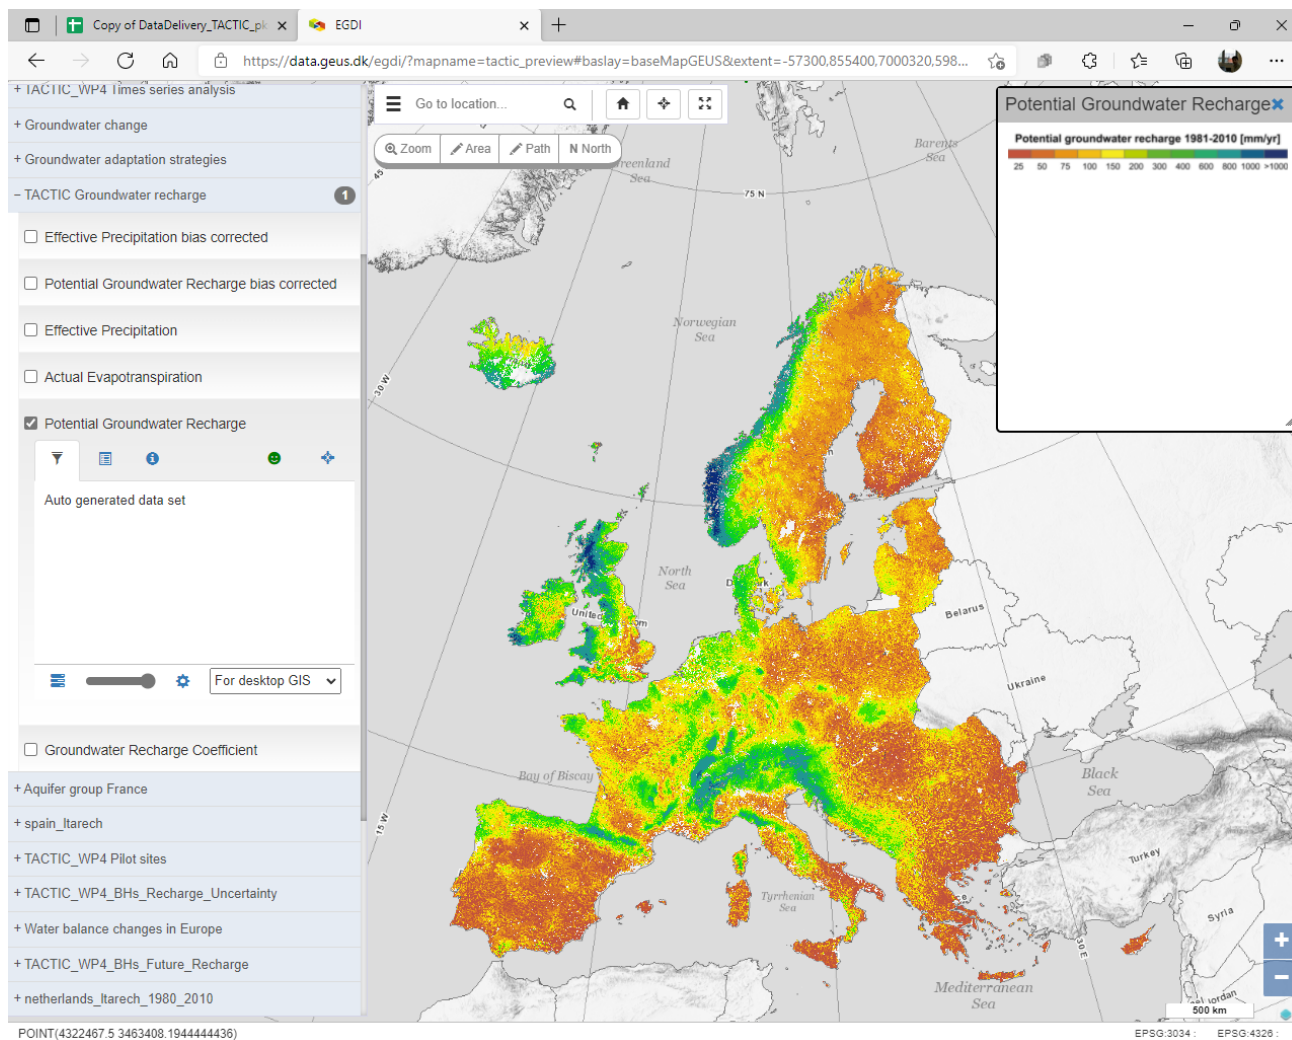 Copy of DataDelivery_TACTIC_pk
EGDI
https://data.geus.dk/egdi/?mapname=tactic_preview#baslay=baseMapGEUS&extent=-57300,855400,7000320,598...
+ TACTIC_WP4 Times series analysis
+ Groundwater change
+ Groundwater adaptation strategies
− TACTIC Groundwater recharge 1
Effective Precipitation bias corrected
Potential Groundwater Recharge bias corrected
Effective Precipitation
Actual Evapotranspiration
Potential Groundwater Recharge
Auto generated data set
For desktop GIS
Groundwater Recharge Coefficient
+ Aquifer group France
+ spain_Itarech
+ TACTIC_WP4 Pilot sites
+ TACTIC_WP4_BHs_Recharge_Uncertainty
+ Water balance changes in Europe
+ TACTIC_WP4_BHs_Future_Recharge
+ netherlands_Itarech_1980_2010
Go to location...
Zoom Area Path N North
Potential Groundwater Recharge
Potential groundwater recharge 1981-2010 [mm/yr]
25 50 75 100 150 200 300 400 600 800 1000 >1000
Barents
Sea
Sea
45
75 N
Norwegian
Sea
30 W
North
Sea
Belarus
Ukraine
Bay of Biscay
Black
Sea
15 W
Turkey
Tyrrhenian
Sea
Syria
30 E
Mediterranean
Sea
Jordan
500 km
POINT(4322467.5 3463408.1944444436)
EPSG:3034 : EPSG:4326 :